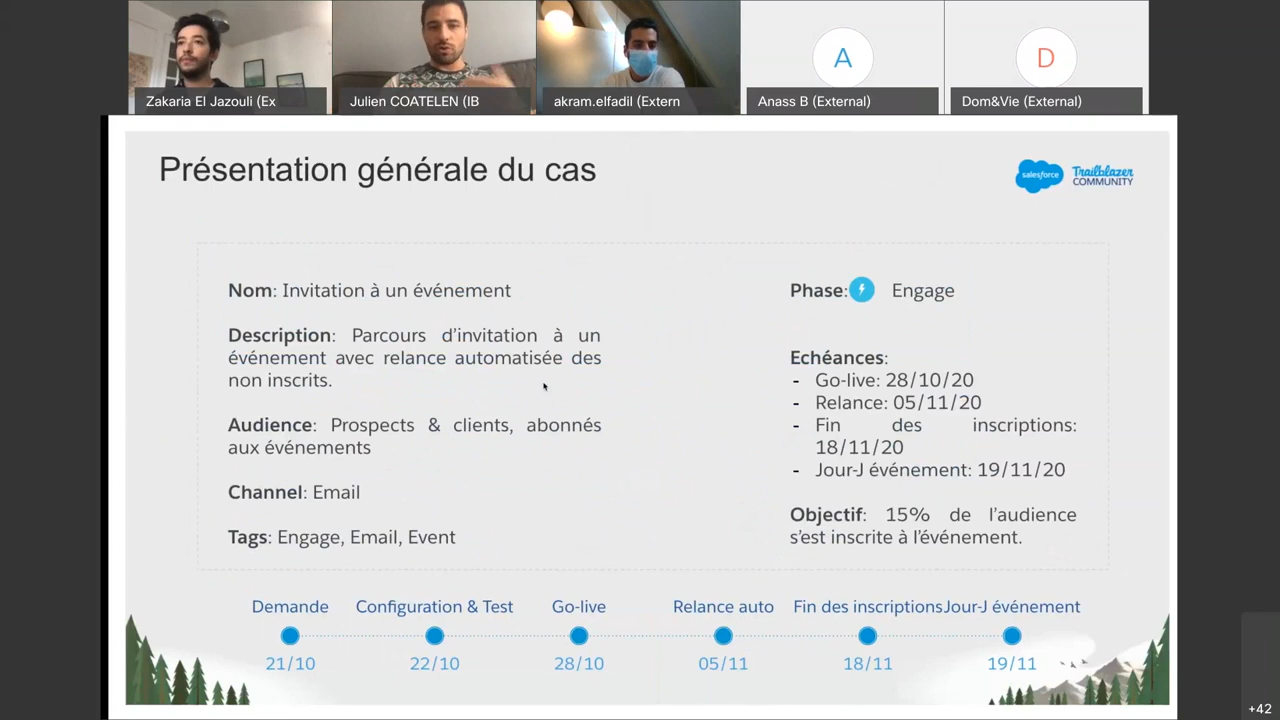 Zakaria El Jazouli (Ex
Julien COATELEN (IB
akram.elfadil (Extern
A
Anass B (External)
D
Dom&Vie (External)
Présentation générale du cas
salesforce
Trailblazer
COMMUNITY
Nom: Invitation à un événement
Description: Parcours d’invitation à un
événement avec relance automatisée des
non inscrits.
Audience: Prospects & clients, abonnés
aux événements
Channel: Email
Tags: Engage, Email, Event
Phase: Engage
Echéances:
- Go-live: 28/10/20
- Relance: 05/11/20
- Fin des inscriptions:
18/11/20
- Jour-J événement: 19/11/20
Objectif: 15% de l’audience
s’est inscrite à l’événement.
Demande
Configuration & Test
Go-live
Relance auto
Fin des inscriptions
Jour-J événement
21/10
22/10
28/10
05/11
18/11
19/11
+42